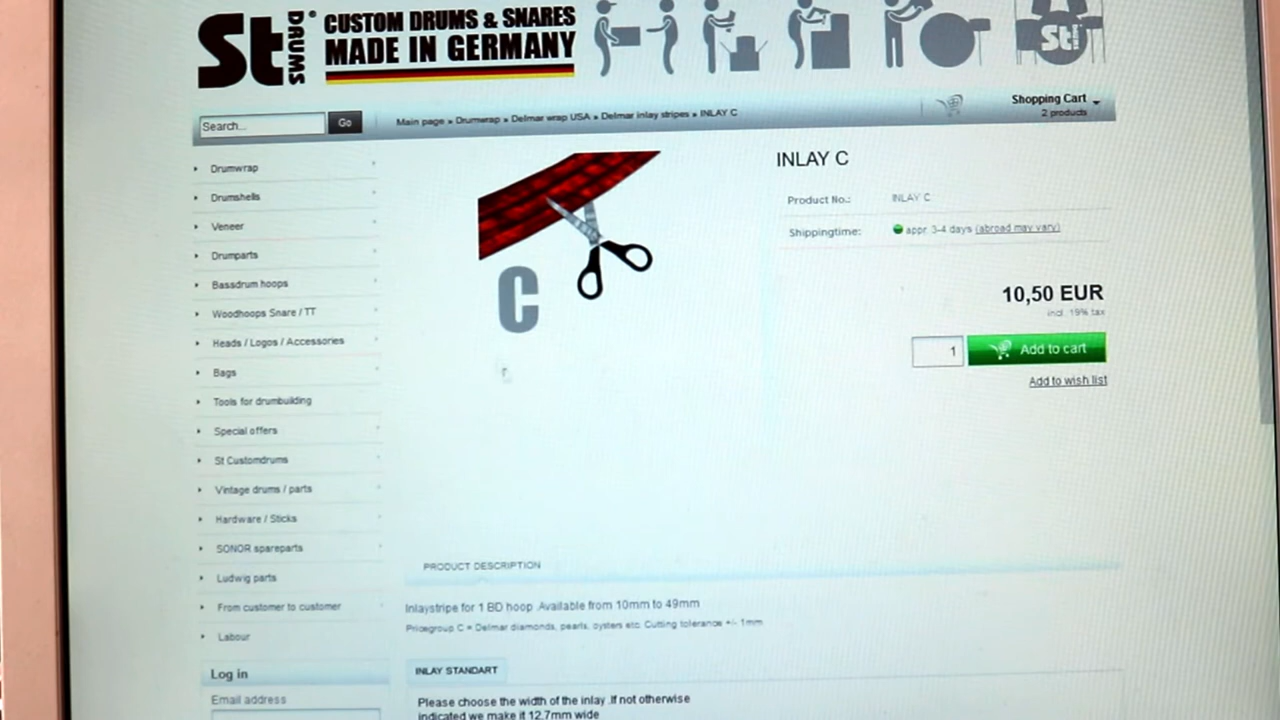 St DRUMS
CUSTOM DRUMS & SNARES
MADE IN GERMANY
St
Search...
Go
Main page » Drumwrap » Delmar wrap USA » Delmar inlay stripes » INLAY C
Shopping Cart
2 products
Drumwrap
Drumshells
Veneer
Drumparts
Bassdrum hoops
Woodhoops Snare / TT
Heads / Logos / Accessories
Bags
Tools for drumbuilding
Special offers
St Customdrums
Vintage drums / parts
Hardware / Sticks
SONOR spareparts
Ludwig parts
From customer to customer
Labour
Log in
Email address
C
INLAY C
Product No.: INLAY C
Shippingtime: appr. 3-4 days (abroad may vary)
10,50 EUR
incl. 19% tax
1
Add to cart
Add to wish list
PRODUCT DESCRIPTION
Inlaystripe for 1 BD hoop .Available from 10mm to 49mm
Pricegroup C = Delmar diamonds, pearls, oysters etc. Cutting tolerance +/- 1mm
INLAY STANDART
Please choose the width of the inlay .If not otherwise
indicated we make it 12,7mm wide